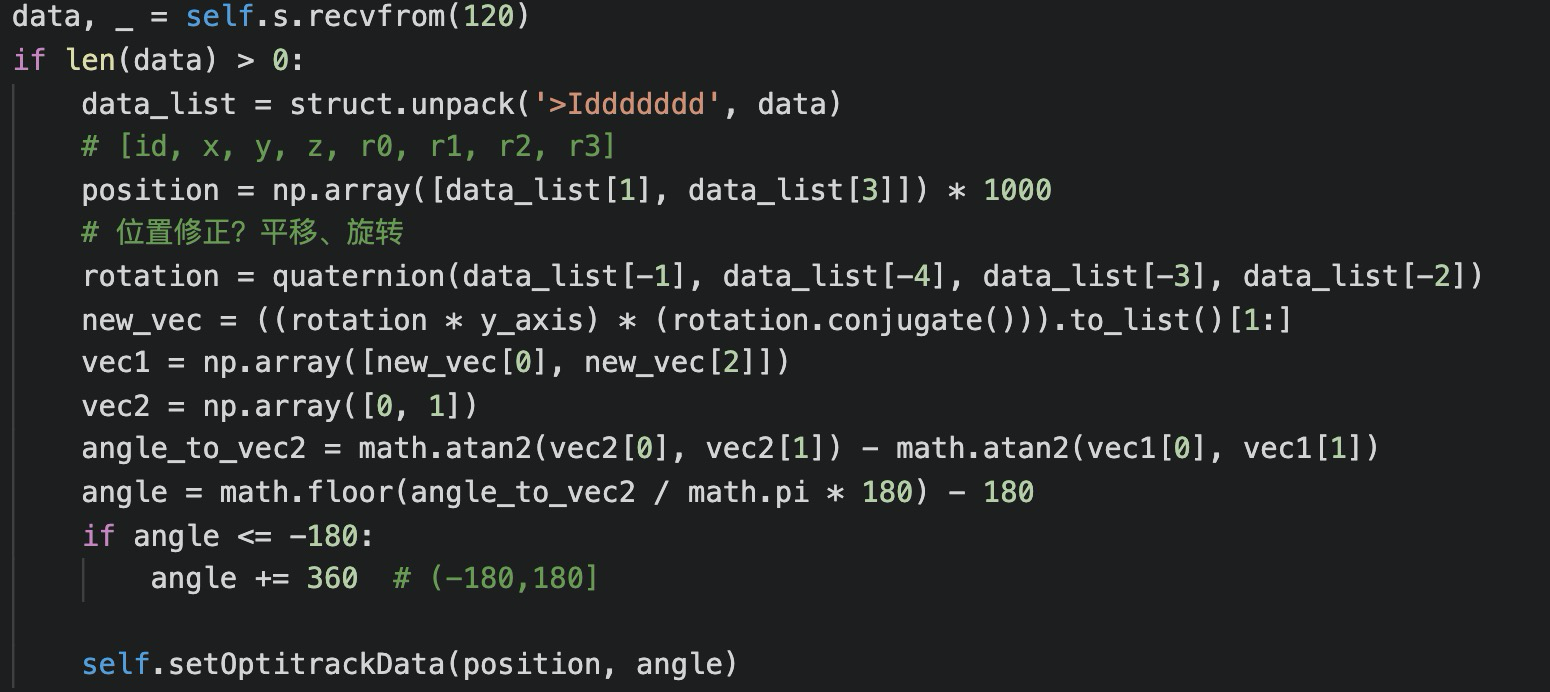 data, _ = self.s.recvfrom(120)
if len(data) > 0:
    data_list = struct.unpack('>Iddddddd', data)
    # [id, x, y, z, r0, r1, r2, r3]
    position = np.array([data_list[1], data_list[3]]) * 1000
    # 位置修正？平移、旋转
    rotation = quaternion(data_list[-1], data_list[-4], data_list[-3], data_list[-2])
    new_vec = ((rotation * y_axis) * (rotation.conjugate())).to_list()[1:]
    vec1 = np.array([new_vec[0], new_vec[2]])
    vec2 = np.array([0, 1])
    angle_to_vec2 = math.atan2(vec2[0], vec2[1]) - math.atan2(vec1[0], vec1[1])
    angle = math.floor(angle_to_vec2 / math.pi * 180) - 180
    if angle <= -180:
        angle += 360  # (-180,180]
    self.setOptitrackData(position, angle)